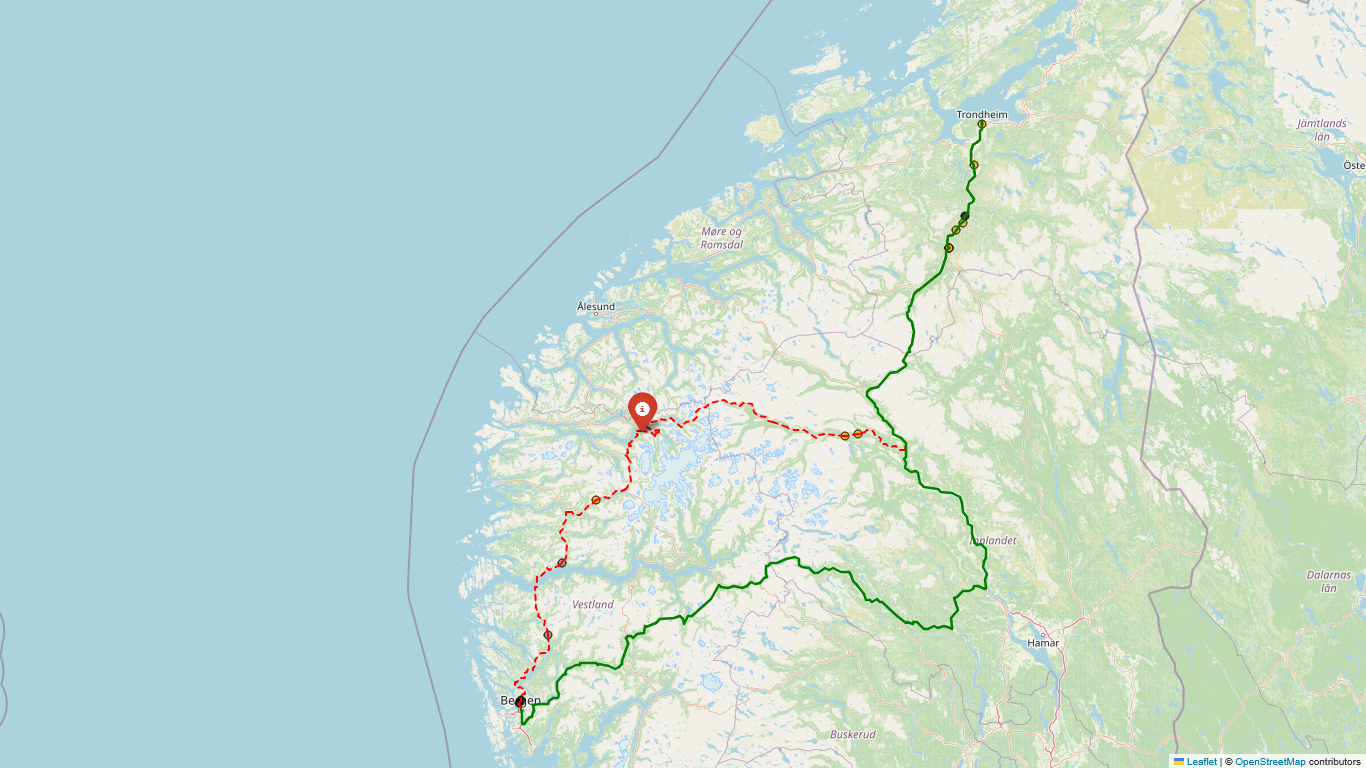 Trondheim
Jämtlands
län
Öste
Møre og
Romsdal
Ålesund
Innlandet
Dalarnas
län
Vestland
Hamar
Bergen
Buskerud
Leaflet | © OpenStreetMap contributors